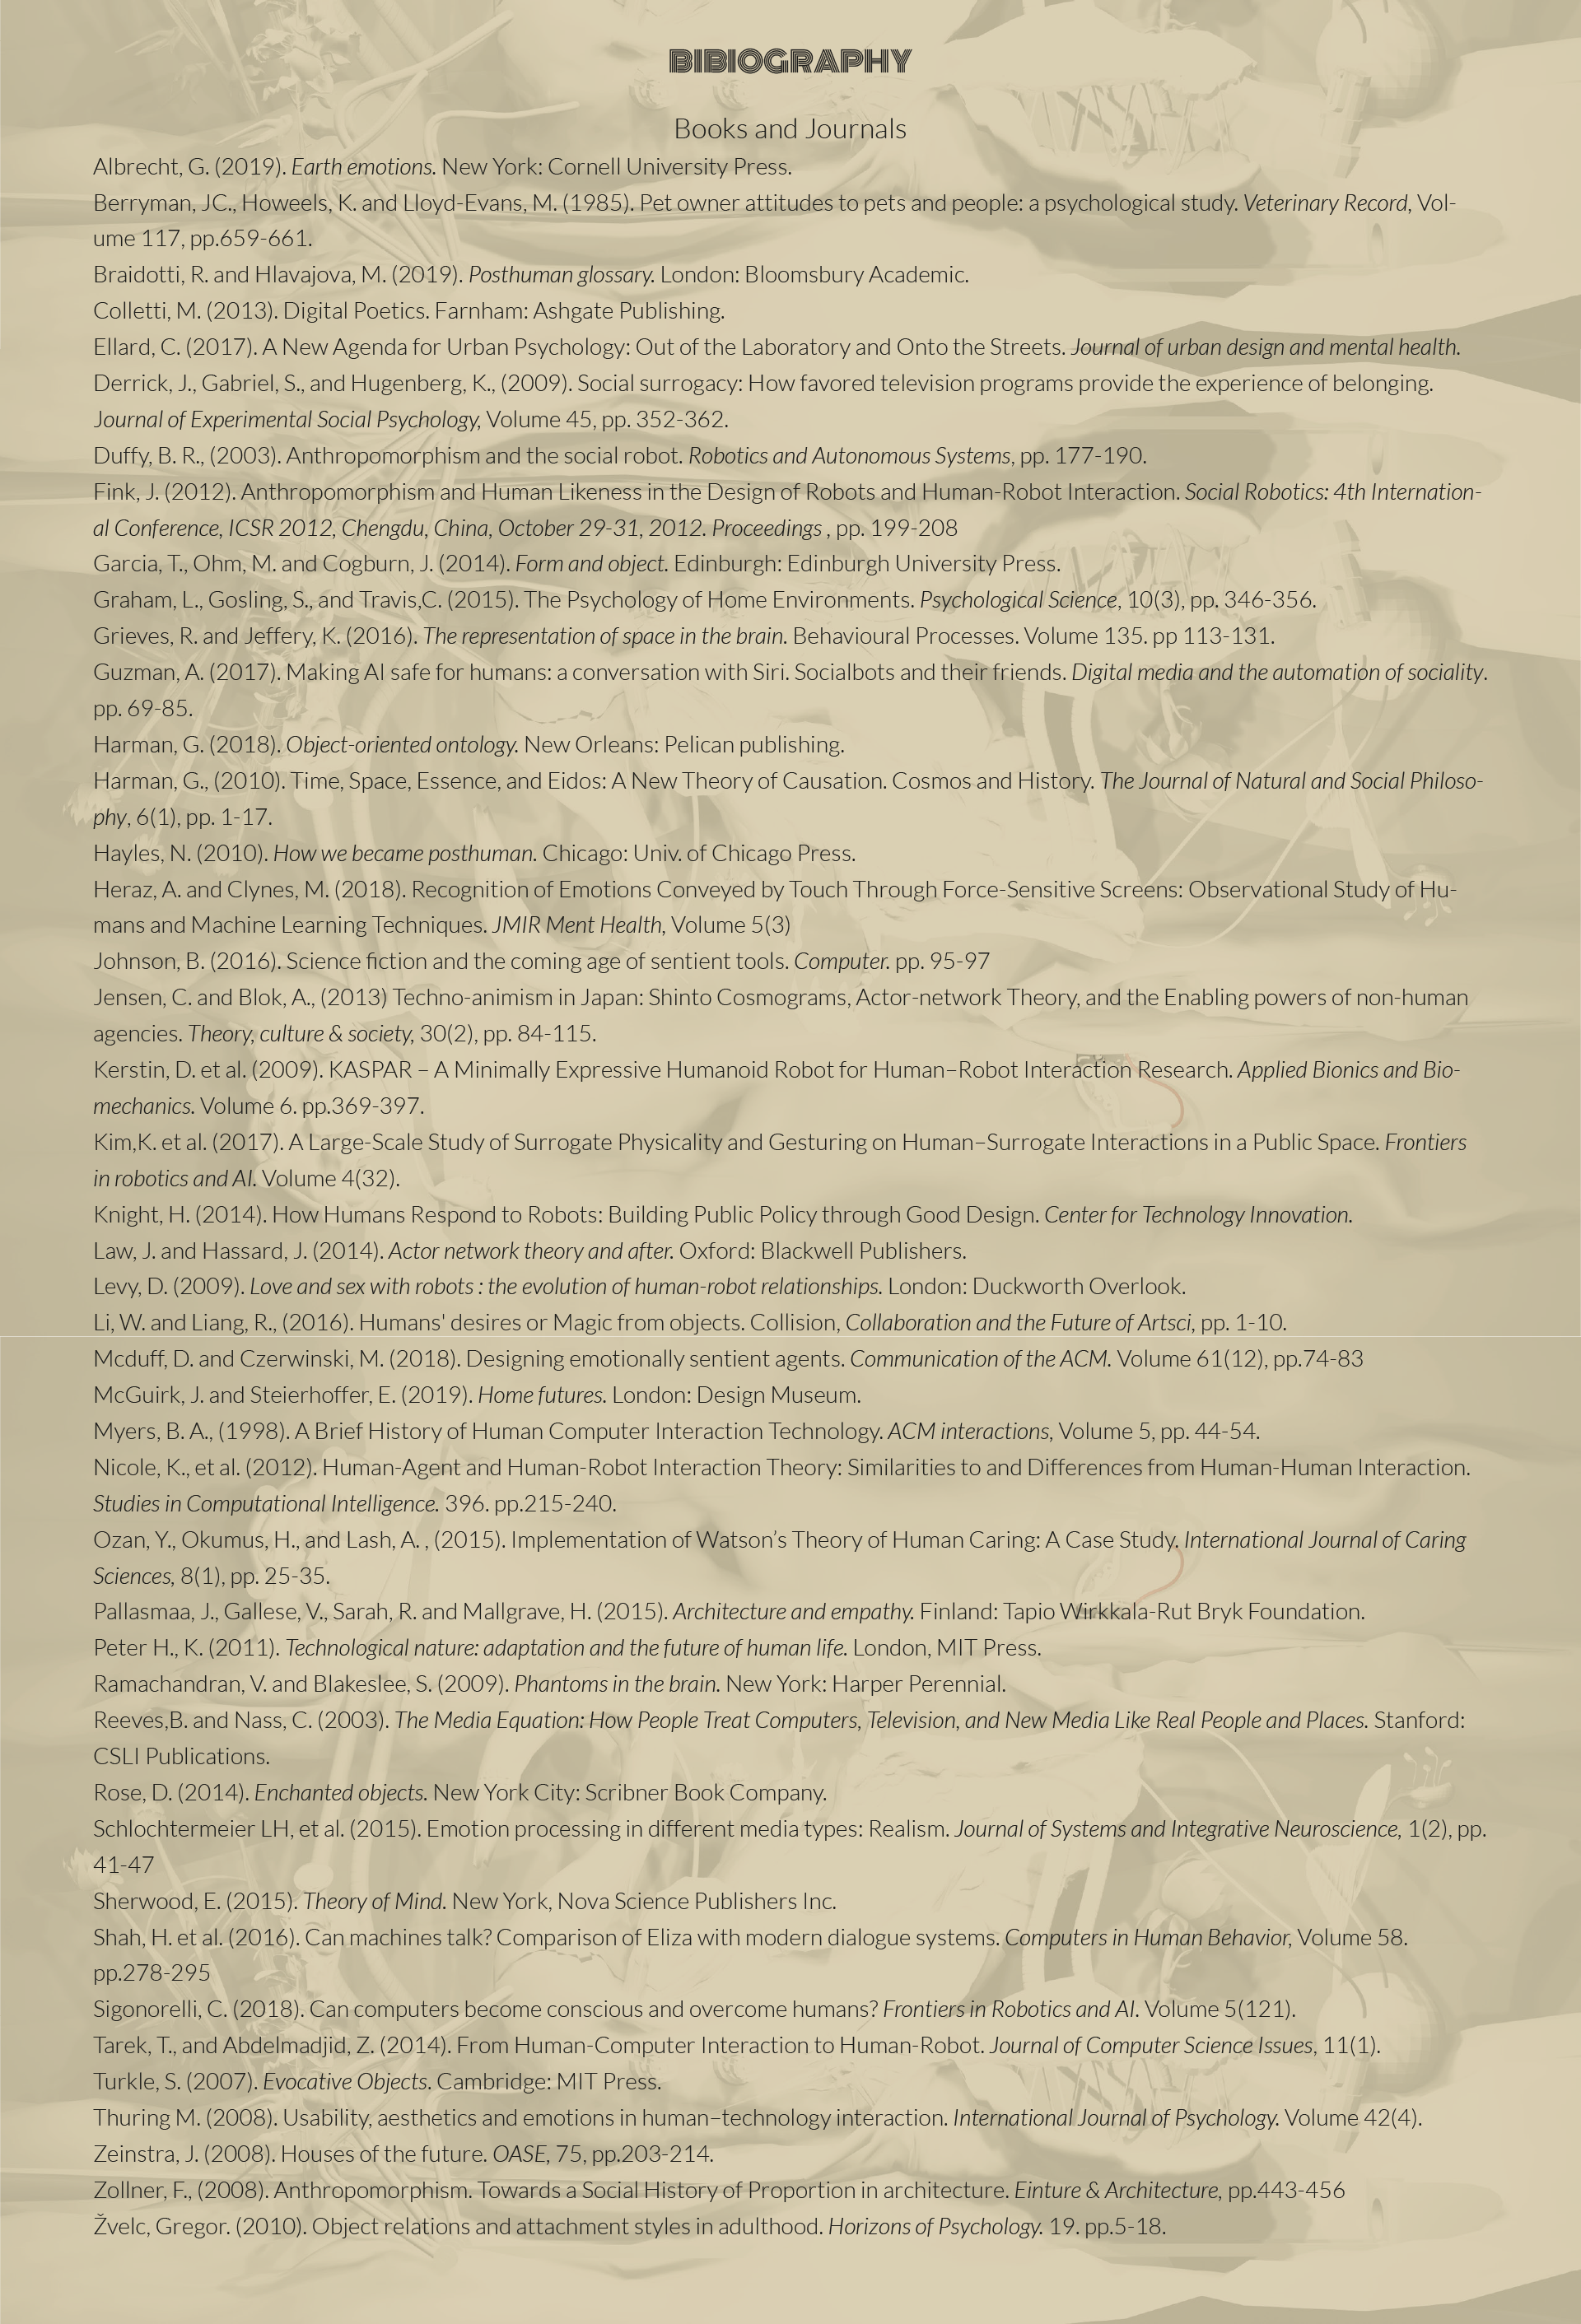 BIBIOGRAPHY
Books and Journals
Albrecht, G. (2019). Earth emotions. New York: Cornell University Press.
Berryman, JC., Howeels, K. and Lloyd-Evans, M. (1985). Pet owner attitudes to pets and people: a psychological study. Veterinary Record, Vol-
ume 117, pp.659-661.
Braidotti, R. and Hlavajova, M. (2019). Posthuman glossary. London: Bloomsbury Academic.
Colletti, M. (2013). Digital Poetics. Farnham: Ashgate Publishing.
Ellard, C. (2017). A New Agenda for Urban Psychology: Out of the Laboratory and Onto the Streets. Journal of urban design and mental health.
Derrick, J., Gabriel, S., and Hugenberg, K., (2009). Social surrogacy: How favored television programs provide the experience of belonging.
Journal of Experimental Social Psychology, Volume 45, pp. 352-362.
Duffy, B. R., (2003). Anthropomorphism and the social robot. Robotics and Autonomous Systems, pp. 177-190.
Fink, J. (2012). Anthropomorphism and Human Likeness in the Design of Robots and Human-Robot Interaction. Social Robotics: 4th Internation-
al Conference, ICSR 2012, Chengdu, China, October 29-31, 2012. Proceedings , pp. 199-208
Garcia, T., Ohm, M. and Cogburn, J. (2014). Form and object. Edinburgh: Edinburgh University Press.
Graham, L., Gosling, S., and Travis,C. (2015). The Psychology of Home Environments. Psychological Science, 10(3), pp. 346-356.
Grieves, R. and Jeffery, K. (2016). The representation of space in the brain. Behavioural Processes. Volume 135. pp 113-131.
Guzman, A. (2017). Making AI safe for humans: a conversation with Siri. Socialbots and their friends. Digital media and the automation of sociality.
pp. 69-85.
Harman, G. (2018). Object-oriented ontology. New Orleans: Pelican publishing.
Harman, G., (2010). Time, Space, Essence, and Eidos: A New Theory of Causation. Cosmos and History. The Journal of Natural and Social Philoso-
phy, 6(1), pp. 1-17.
Hayles, N. (2010). How we became posthuman. Chicago: Univ. of Chicago Press.
Heraz, A. and Clynes, M. (2018). Recognition of Emotions Conveyed by Touch Through Force-Sensitive Screens: Observational Study of Hu-
mans and Machine Learning Techniques. JMIR Ment Health, Volume 5(3)
Johnson, B. (2016). Science fiction and the coming age of sentient tools. Computer. pp. 95-97
Jensen, C. and Blok, A., (2013) Techno-animism in Japan: Shinto Cosmograms, Actor-network Theory, and the Enabling powers of non-human
agencies. Theory, culture & society, 30(2), pp. 84-115.
Kerstin, D. et al. (2009). KASPAR – A Minimally Expressive Humanoid Robot for Human–Robot Interaction Research. Applied Bionics and Bio-
mechanics. Volume 6. pp.369-397.
Kim,K. et al. (2017). A Large-Scale Study of Surrogate Physicality and Gesturing on Human–Surrogate Interactions in a Public Space. Frontiers
in robotics and AI. Volume 4(32).
Knight, H. (2014). How Humans Respond to Robots: Building Public Policy through Good Design. Center for Technology Innovation.
Law, J. and Hassard, J. (2014). Actor network theory and after. Oxford: Blackwell Publishers.
Levy, D. (2009). Love and sex with robots : the evolution of human-robot relationships. London: Duckworth Overlook.
Li, W. and Liang, R., (2016). Humans' desires or Magic from objects. Collision, Collaboration and the Future of Artsci, pp. 1-10.
Mcduff, D. and Czerwinski, M. (2018). Designing emotionally sentient agents. Communication of the ACM. Volume 61(12), pp.74-83
McGuirk, J. and Steierhoffer, E. (2019). Home futures. London: Design Museum.
Myers, B. A., (1998). A Brief History of Human Computer Interaction Technology. ACM interactions, Volume 5, pp. 44-54.
Nicole, K., et al. (2012). Human-Agent and Human-Robot Interaction Theory: Similarities to and Differences from Human-Human Interaction.
Studies in Computational Intelligence. 396. pp.215-240.
Ozan, Y., Okumus, H., and Lash, A. , (2015). Implementation of Watson’s Theory of Human Caring: A Case Study. International Journal of Caring
Sciences, 8(1), pp. 25-35.
Pallasmaa, J., Gallese, V., Sarah, R. and Mallgrave, H. (2015). Architecture and empathy. Finland: Tapio Wirkkala-Rut Bryk Foundation.
Peter H., K. (2011). Technological nature: adaptation and the future of human life. London, MIT Press.
Ramachandran, V. and Blakeslee, S. (2009). Phantoms in the brain. New York: Harper Perennial.
Reeves,B. and Nass, C. (2003). The Media Equation: How People Treat Computers, Television, and New Media Like Real People and Places. Stanford:
CSLI Publications.
Rose, D. (2014). Enchanted objects. New York City: Scribner Book Company.
Schlochtermeier LH, et al. (2015). Emotion processing in different media types: Realism. Journal of Systems and Integrative Neuroscience, 1(2), pp.
41-47
Sherwood, E. (2015). Theory of Mind. New York, Nova Science Publishers Inc.
Shah, H. et al. (2016). Can machines talk? Comparison of Eliza with modern dialogue systems. Computers in Human Behavior, Volume 58.
pp.278-295
Sigonorelli, C. (2018). Can computers become conscious and overcome humans? Frontiers in Robotics and AI. Volume 5(121).
Tarek, T., and Abdelmadjid, Z. (2014). From Human-Computer Interaction to Human-Robot. Journal of Computer Science Issues, 11(1).
Turkle, S. (2007). Evocative Objects. Cambridge: MIT Press.
Thuring M. (2008). Usability, aesthetics and emotions in human–technology interaction. International Journal of Psychology. Volume 42(4).
Zeinstra, J. (2008). Houses of the future. OASE, 75, pp.203-214.
Zollner, F., (2008). Anthropomorphism. Towards a Social History of Proportion in architecture. Einture & Architecture, pp.443-456
Žvelc, Gregor. (2010). Object relations and attachment styles in adulthood. Horizons of Psychology. 19. pp.5-18.